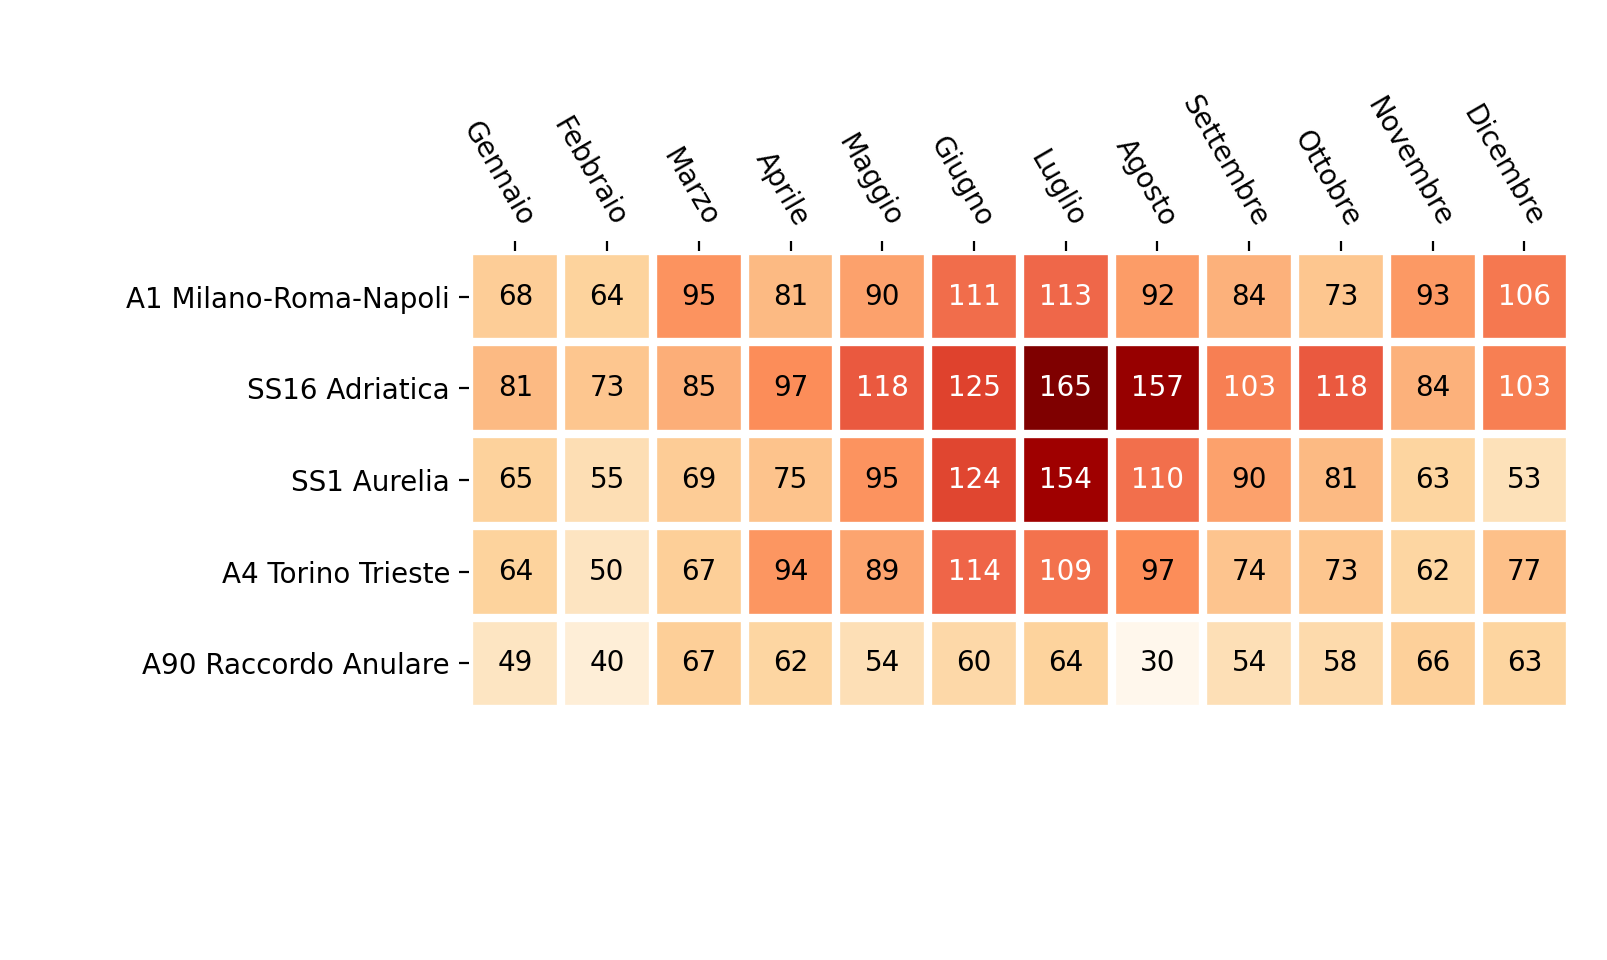 Gennaio Febbraio Marzo Aprile Maggio Giugno Luglio Agosto Settembre Ottobre Novembre Dicembre
A1 Milano-Roma-Napoli 68 64 95 81 90 111 113 92 84 73 93 106
SS16 Adriatica 81 73 85 97 118 125 165 157 103 118 84 103
SS1 Aurelia 65 55 69 75 95 124 154 110 90 81 63 53
A4 Torino Trieste 64 50 67 94 89 114 109 97 74 73 62 77
A90 Raccordo Anulare 49 40 67 62 54 60 64 30 54 58 66 63